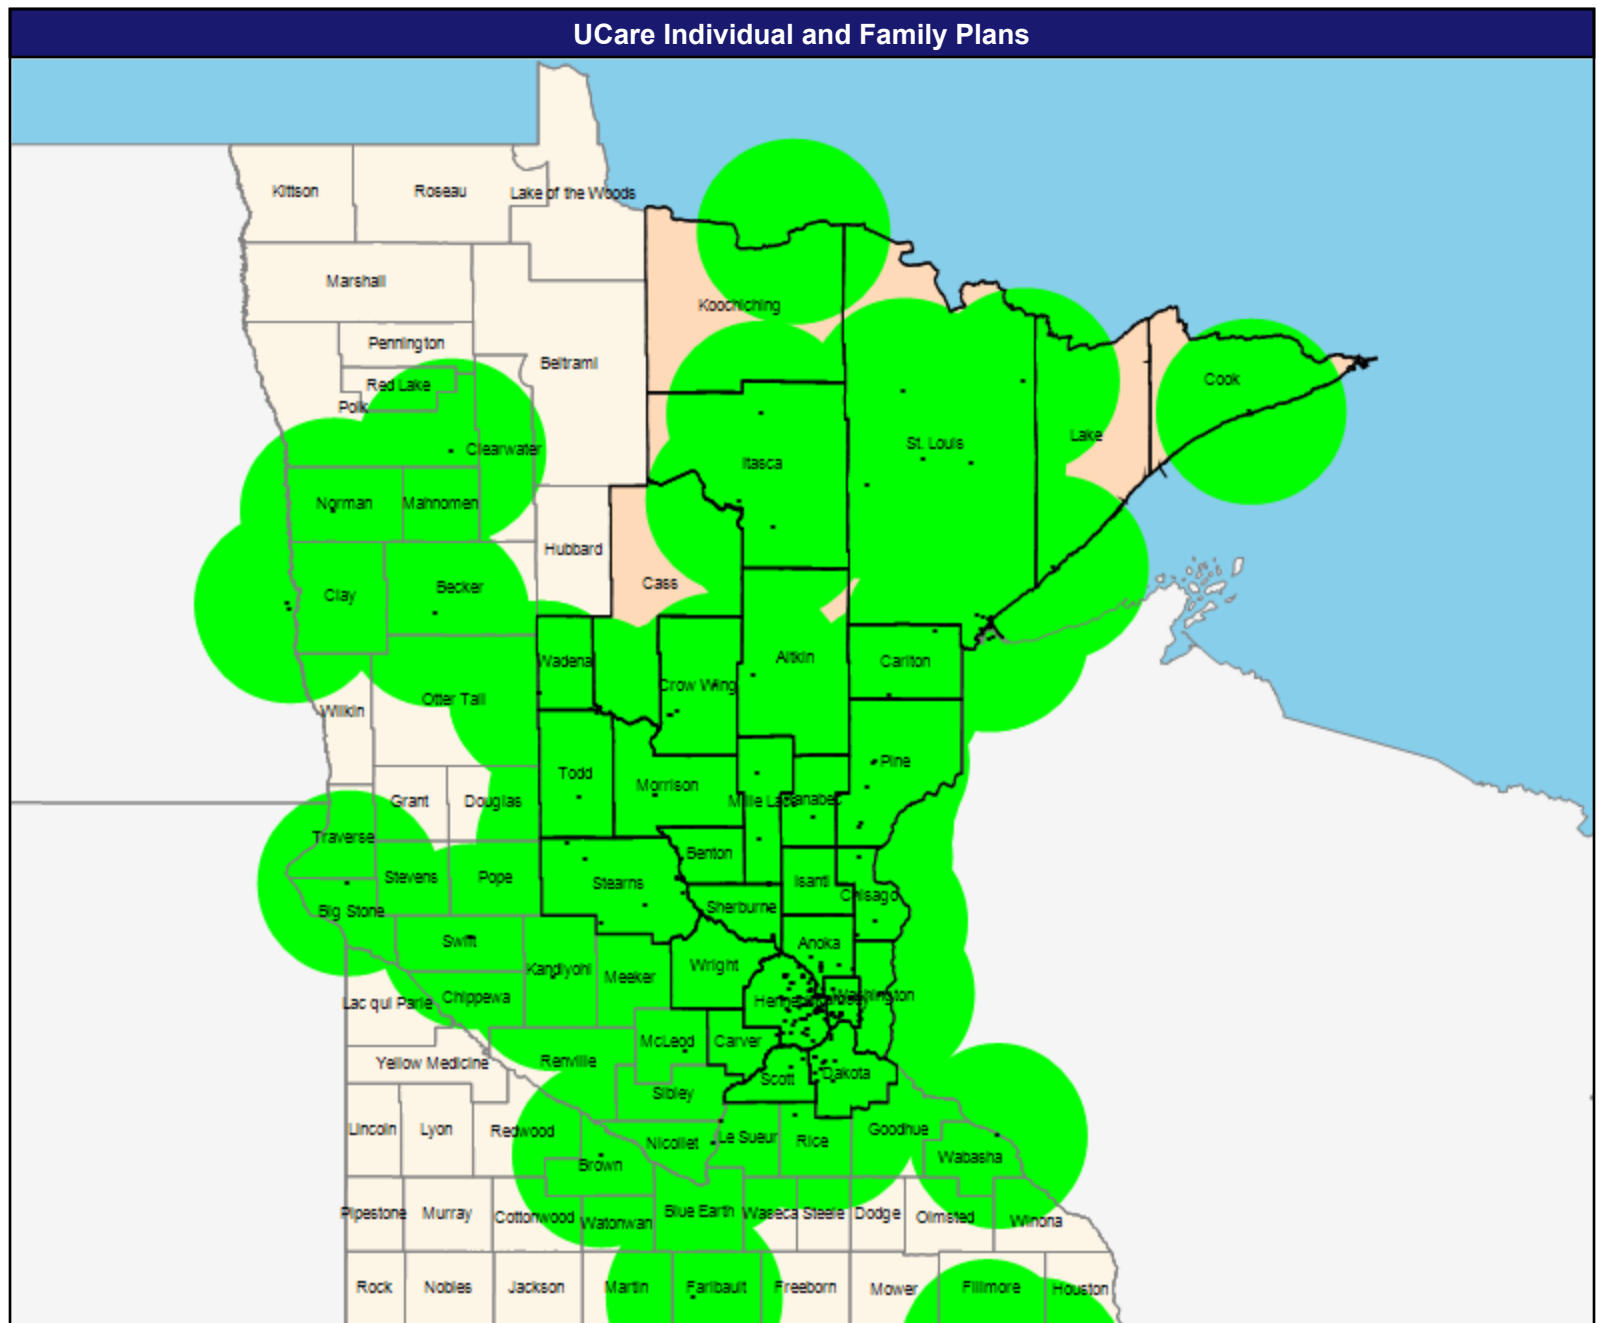 UCare Individual and Family Plans
Kittson
Roseau
Lake of the Woods
Marshall
Koochiching
Pennington
Beltrami
Red Lake
Polk
Cook
Clearwater
Lake
St. Louis
Itasca
Norman
Mahnomen
Hubbard
Cass
Clay
Becker
Wadena
Aitkin
Carlton
Crow Wing
Otter Tail
Wilkin
Pine
Todd
Morrison
Grant
Douglas
Mille Lacs
Kanabec
Traverse
Benton
Stevens
Pope
Stearns
Isanti
Chisago
Big Stone
Sherburne
Swift
Anoka
Kandiyohi
Meeker
Wright
Lac qui Parle
Chippewa
Washington
McLeod
Carver
Yellow Medicine
Renville
Scott
Dakota
Sibley
Lincoln
Lyon
Redwood
Nicollet
Le Sueur
Rice
Goodhue
Brown
Wabasha
Pipestone
Murray
Cottonwood
Watonwan
Blue Earth
Waseca
Steele
Dodge
Olmsted
Winona
Rock
Nobles
Jackson
Martin
Faribault
Freeborn
Mower
Fillmore
Houston